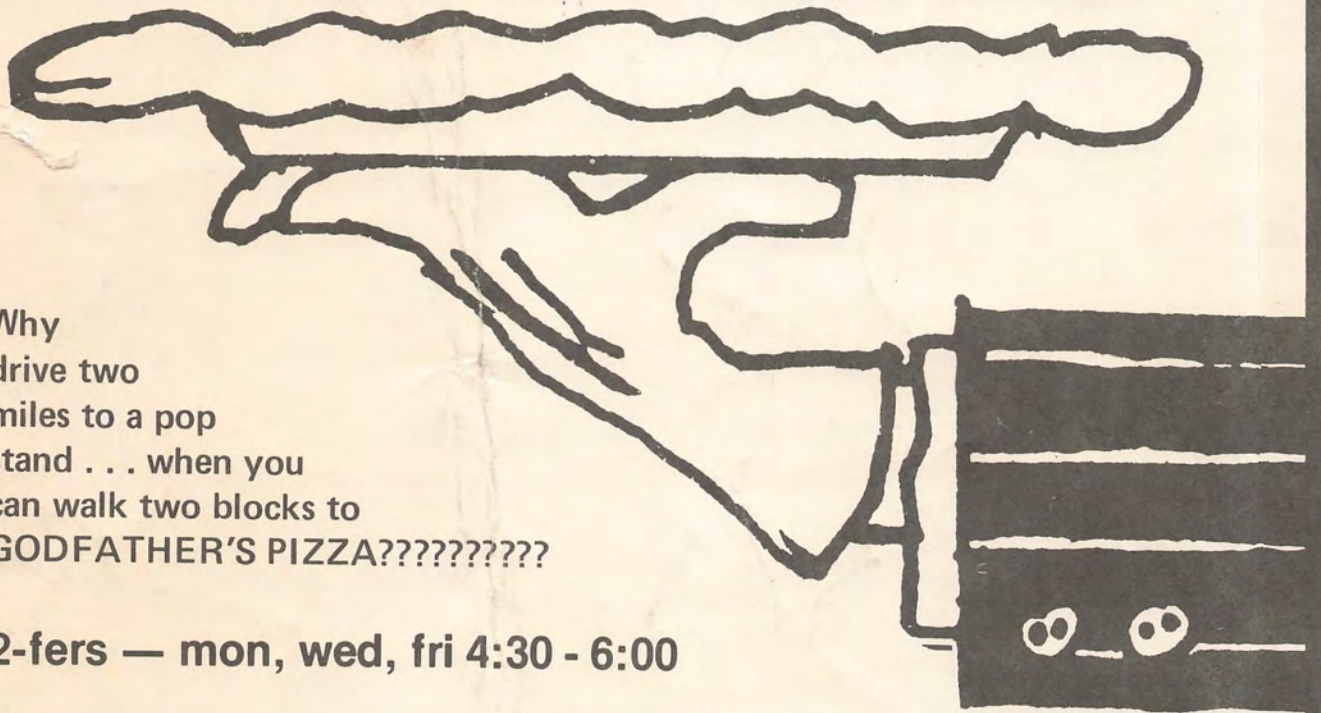 Why
drive two
miles to a pop
stand . . . when you
can walk two blocks to
GODFATHER'S PIZZA??????????
2-fers — mon, wed, fri 4:30 - 6:00